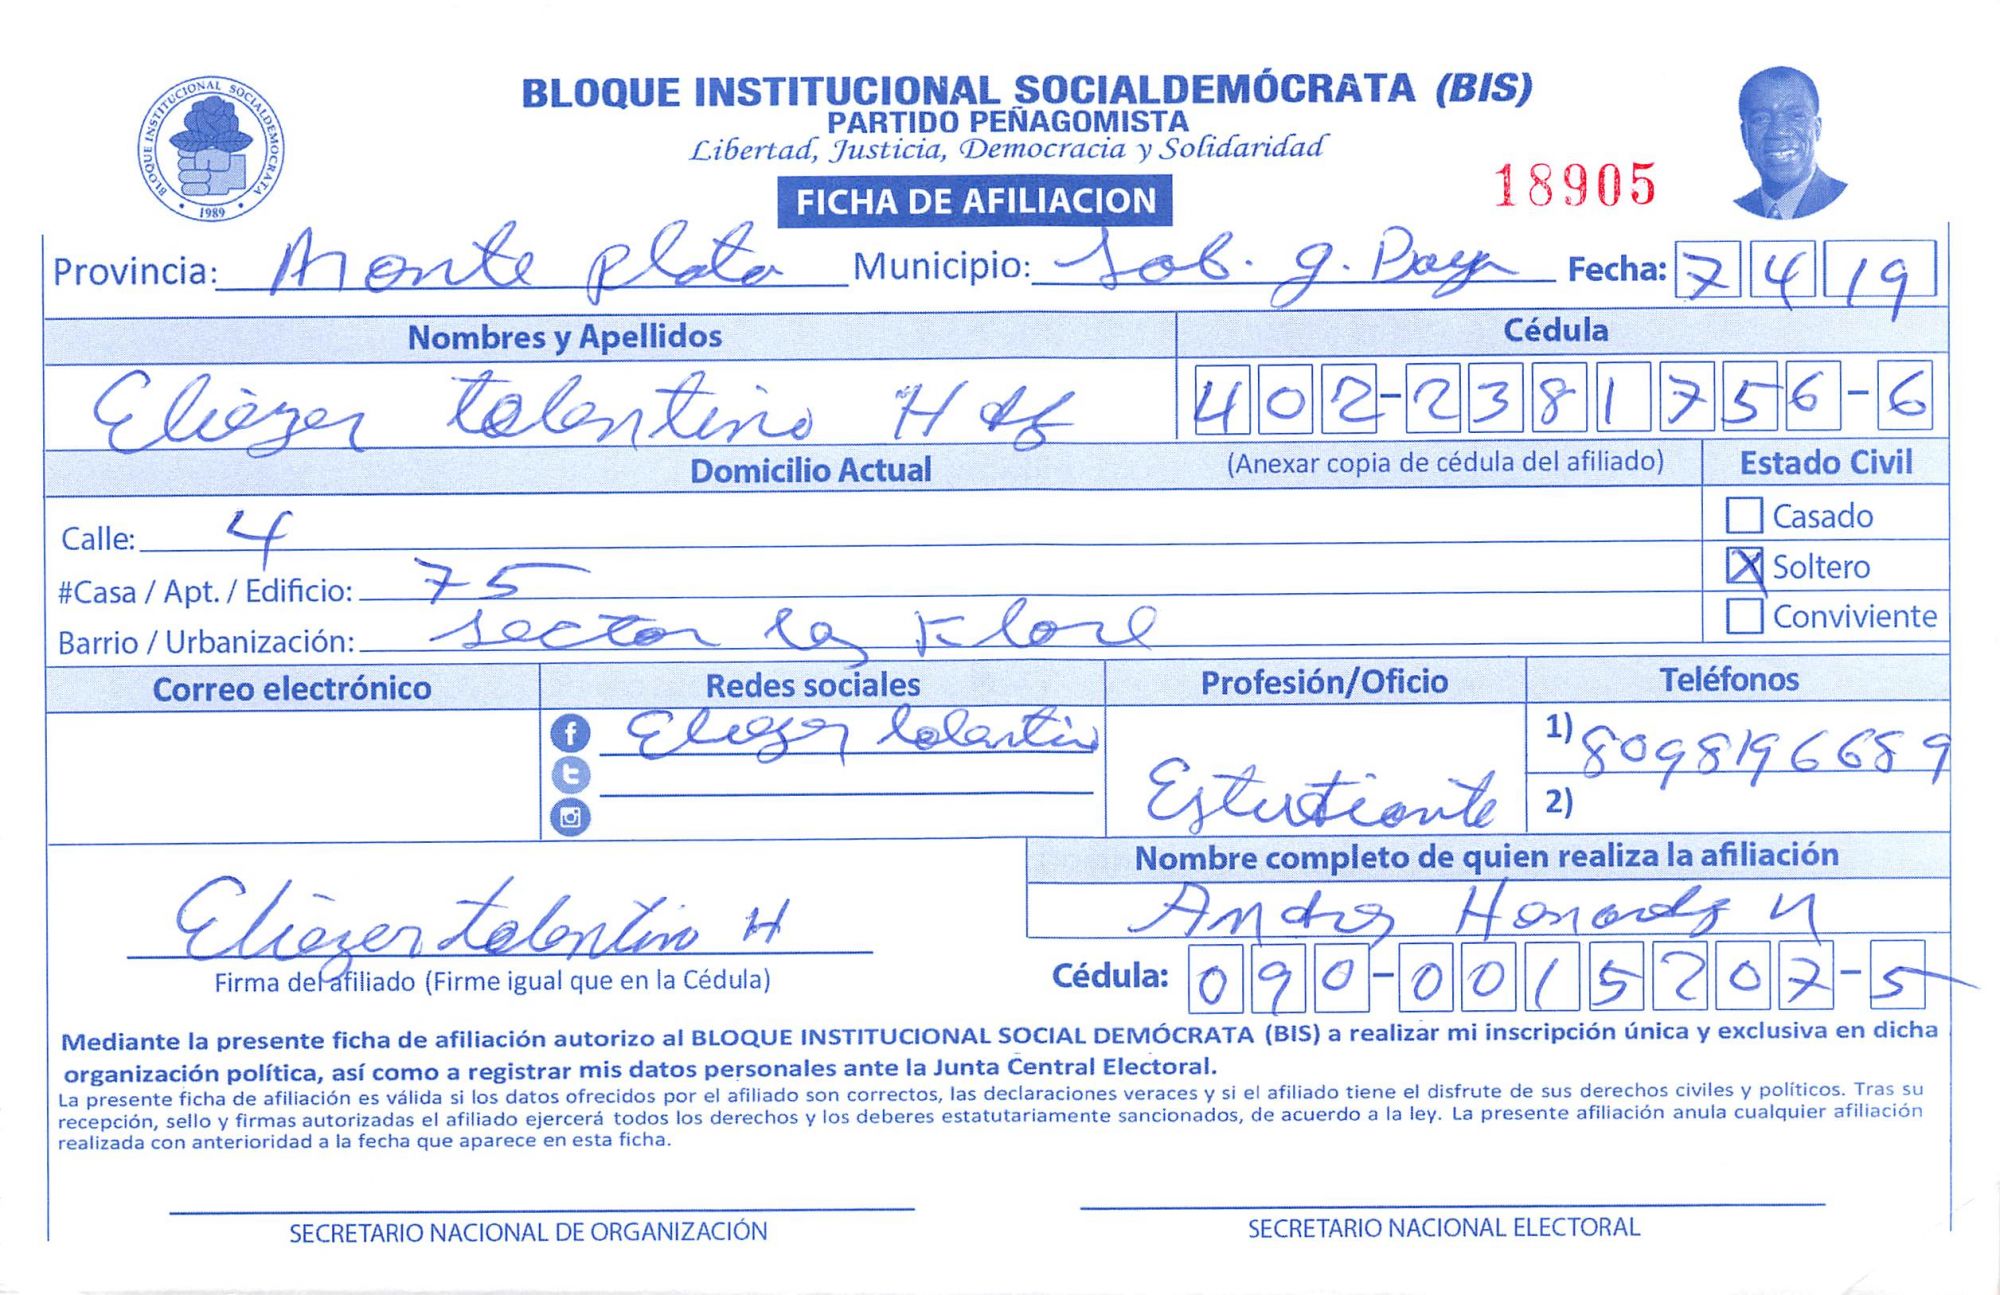 BLOQUE INSTITUCIONAL SOCIALDEMOCRATA
1989
BLOQUE INSTITUCIONAL SOCIALDEMÓCRATA (BIS)
PARTIDO PEÑAGOMISTA
Libertad, Justicia, Democracia y Solidaridad
FICHA DE AFILIACION
18905
Provincia: Monte Plata Municipio: Sab. g. Fecha: 7 4 19
Nombres y Apellidos Cédula
Eliezer tolentino H 402-2381756-6
Domicilio Actual (Anexar copia de cédula del afiliado) Estado Civil
Calle: 4 Casado
#Casa / Apt. / Edificio: 75 X Soltero
Barrio / Urbanización: Sector Conviviente
Correo electrónico Redes sociales Profesión/Oficio Teléfonos
f Eliezer tolentino 1) 8098196689
Estudiante
2)
Nombre completo de quien realiza la afiliación
Eliezer tolentino H
Firma del afiliado (Firme igual que en la Cédula) Cédula: 090-0015207-5
Mediante la presente ficha de afiliación autorizo al BLOQUE INSTITUCIONAL SOCIAL DEMÓCRATA (BIS) a realizar mi inscripción única y exclusiva en dicha
organización política, así como a registrar mis datos personales ante la Junta Central Electoral.
La presente ficha de afiliación es válida si los datos ofrecidos por el afiliado son correctos, las declaraciones veraces y si el afiliado tiene el disfrute de sus derechos civiles y políticos. Tras su
recepción, sello y firmas autorizadas el afiliado ejercerá todos los derechos y los deberes estatutariamente sancionados, de acuerdo a la ley. La presente afiliación anula cualquier afiliación
realizada con anterioridad a la fecha que aparece en esta ficha.
SECRETARIO NACIONAL DE ORGANIZACIÓN SECRETARIO NACIONAL ELECTORAL